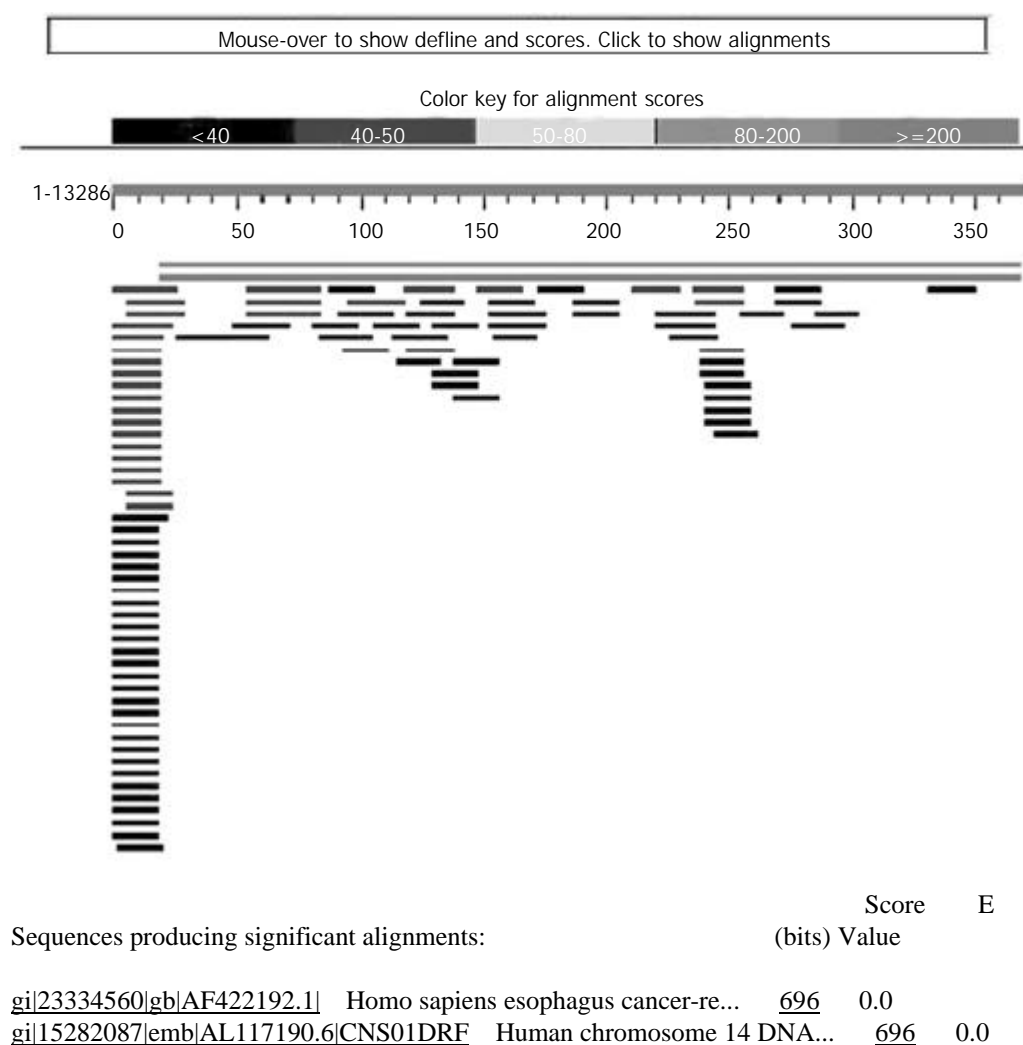 Mouse-over to show defline and scores. Click to show alignments
Color key for alignment scores
<40 40-50 50-80 80-200 >=200
1-13286
0 50 100 150 200 250 300 350
Score E
Sequences producing significant alignments: (bits) Value
gi|23334560|gb|AF422192.1| Homo sapiens esophagus cancer-re... 696 0.0
gi|15282087|emb|AL117190.6|CNS01DRF Human chromosome 14 DNA... 696 0.0